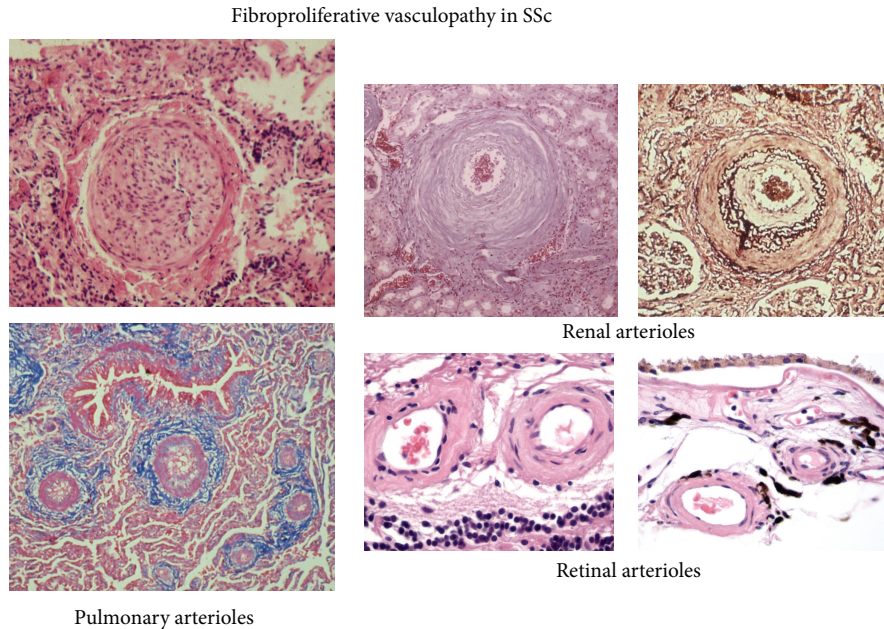 Fibroproliferative vasculopathy in SSc
Renal arterioles
Retinal arterioles
Pulmonary arterioles